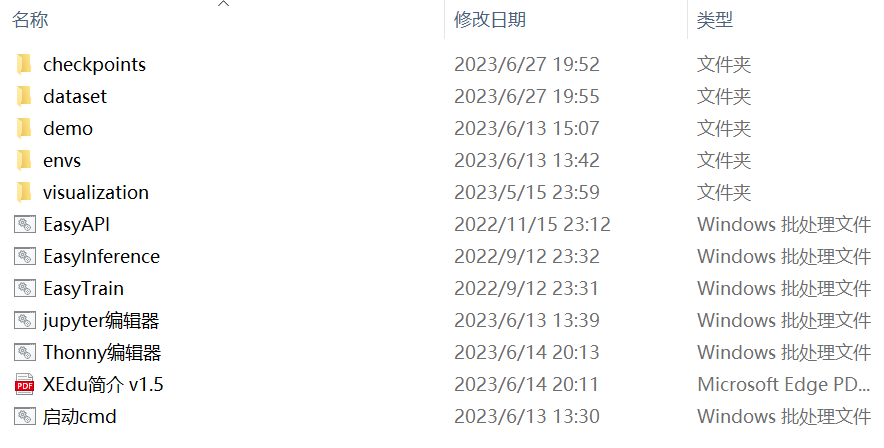 名称 修改日期 类型
checkpoints 2023/6/27 19:52 文件夹
dataset 2023/6/27 19:55 文件夹
demo 2023/6/13 15:07 文件夹
envs 2023/6/13 13:42 文件夹
visualization 2023/5/15 23:59 文件夹
EasyAPI 2022/11/15 23:12 Windows 批处理文件
EasyInference 2022/9/12 23:32 Windows 批处理文件
EasyTrain 2022/9/12 23:31 Windows 批处理文件
jupyter编辑器 2023/6/13 13:39 Windows 批处理文件
Thonny编辑器 2023/6/14 20:13 Windows 批处理文件
PDF XEdu简介 v1.5 2023/6/14 20:11 Microsoft Edge PD...
启动cmd 2023/6/13 13:30 Windows 批处理文件